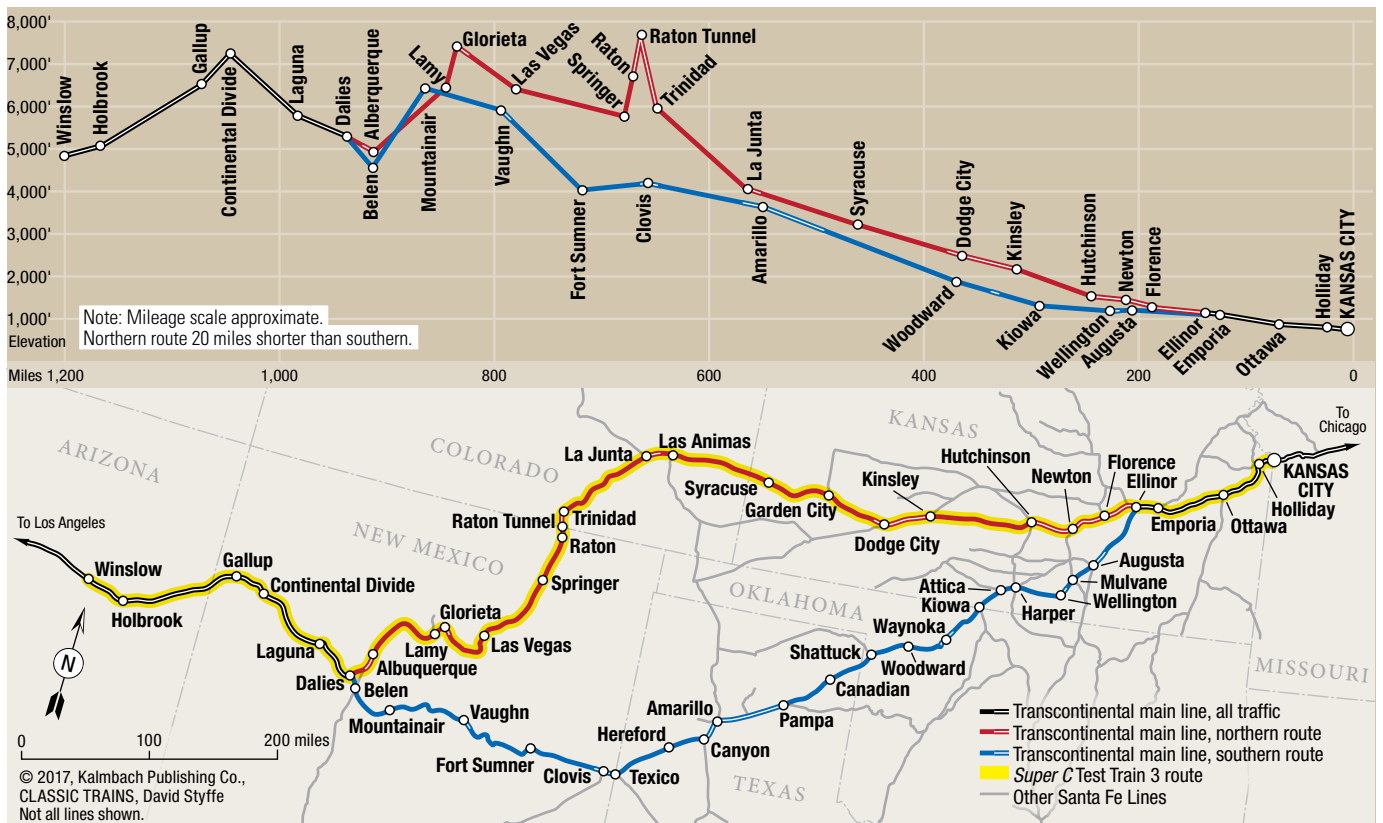 8,000'
7,000'
6,000'
5,000'
4,000'
3,000'
2,000'
1,000'
Elevation
Winslow
Holbrook
Gallup
Continental Divide
Laguna
Dalies
Alberquerque
Belen
Mountainair
Lamy
Glorieta
Las Vegas
Vaughn
Fort Sumner
Springer
Raton
Raton Tunnel
Trinidad
Clovis
La Junta
Amarillo
Syracuse
Dodge City
Woodward
Kinsley
Kiowa
Hutchinson
Newton
Florence
Wellington
Augusta
Ellinor
Emporia
Ottawa
Holliday
KANSAS CITY
Note: Mileage scale approximate.
Northern route 20 miles shorter than southern.
Miles 1,200 1,000 800 600 400 200 0
ARIZONA
COLORADO
KANSAS
NEW MEXICO
OKLAHOMA
TEXAS
MISSOURI
To
Chicago
To Los Angeles
Winslow
Holbrook
Gallup
Continental Divide
Laguna
Dalies
Albuquerque
Lamy
Glorieta
Las Vegas
Springer
Raton
Raton Tunnel
Trinidad
La Junta
Las Animas
Syracuse
Garden City
Dodge City
Kinsley
Hutchinson
Newton
Florence
Ellinor
Emporia
Ottawa
Holliday
KANSAS
CITY
Belen
Mountainair
Vaughn
Fort Sumner
Clovis
Texico
Hereford
Canyon
Amarillo
Pampa
Canadian
Shattuck
Woodward
Waynoka
Kiowa
Attica
Harper
Wellington
Mulvane
Augusta
N
0 100 200 miles
© 2017, Kalmbach Publishing Co.,
CLASSIC TRAINS, David Styffe
Not all lines shown.
Transcontinental main line, all traffic
Transcontinental main line, northern route
Transcontinental main line, southern route
Super C Test Train 3 route
Other Santa Fe Lines